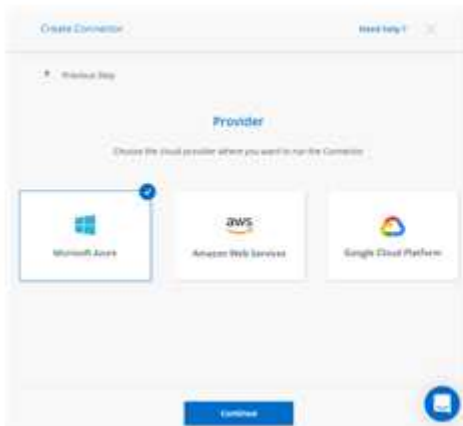 Create Connector
Need help?
Previous Step
Provider
Choose the cloud provider where you want to run the Connector
aws
Microsoft Azure
Amazon Web Services
Google Cloud Platform
Continue